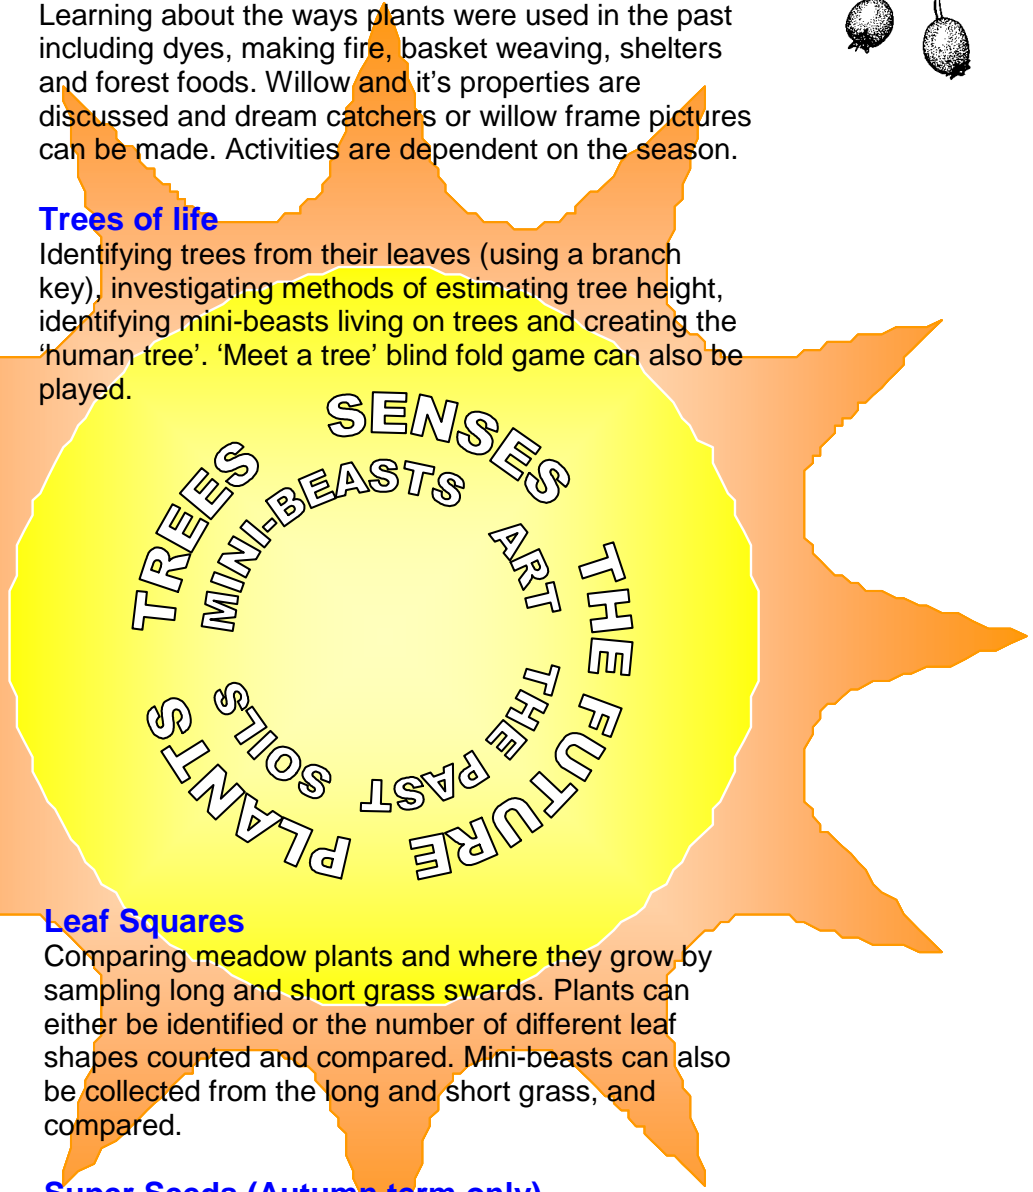 Learning about the ways plants were used in the past
including dyes, making fire, basket weaving, shelters
and forest foods. Willow and it’s properties are
discussed and dream catchers or willow frame pictures
can be made. Activities are dependent on the season.
Trees of life
Identifying trees from their leaves (using a branch
key), investigating methods of estimating tree height,
identifying mini-beasts living on trees and creating the
‘human tree’. ‘Meet a tree’ blind fold game can also be
played.
SENSES
TREES
MINI-BEASTS
ART
THE FUTURE
THE PAST
SOILS
PLANTS
Leaf Squares
Comparing meadow plants and where they grow by
sampling long and short grass swards. Plants can
either be identified or the number of different leaf
shapes counted and compared. Mini-beasts can also
be collected from the long and short grass, and
compared.
Super Seeds (Autumn term only)